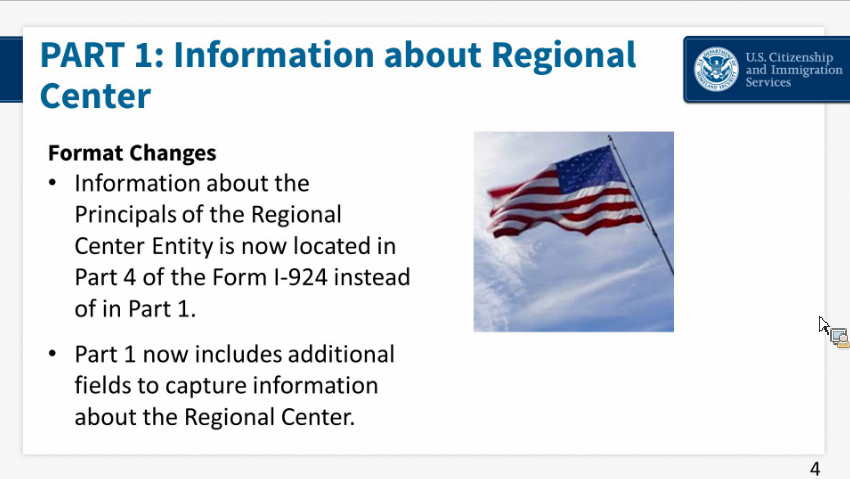 PART 1: Information about Regional
Center
U.S. Citizenship
and Immigration
Services
Format Changes
• Information about the
Principals of the Regional
Center Entity is now located in
Part 4 of the Form I-924 instead
of in Part 1.
• Part 1 now includes additional
fields to capture information
about the Regional Center.
4